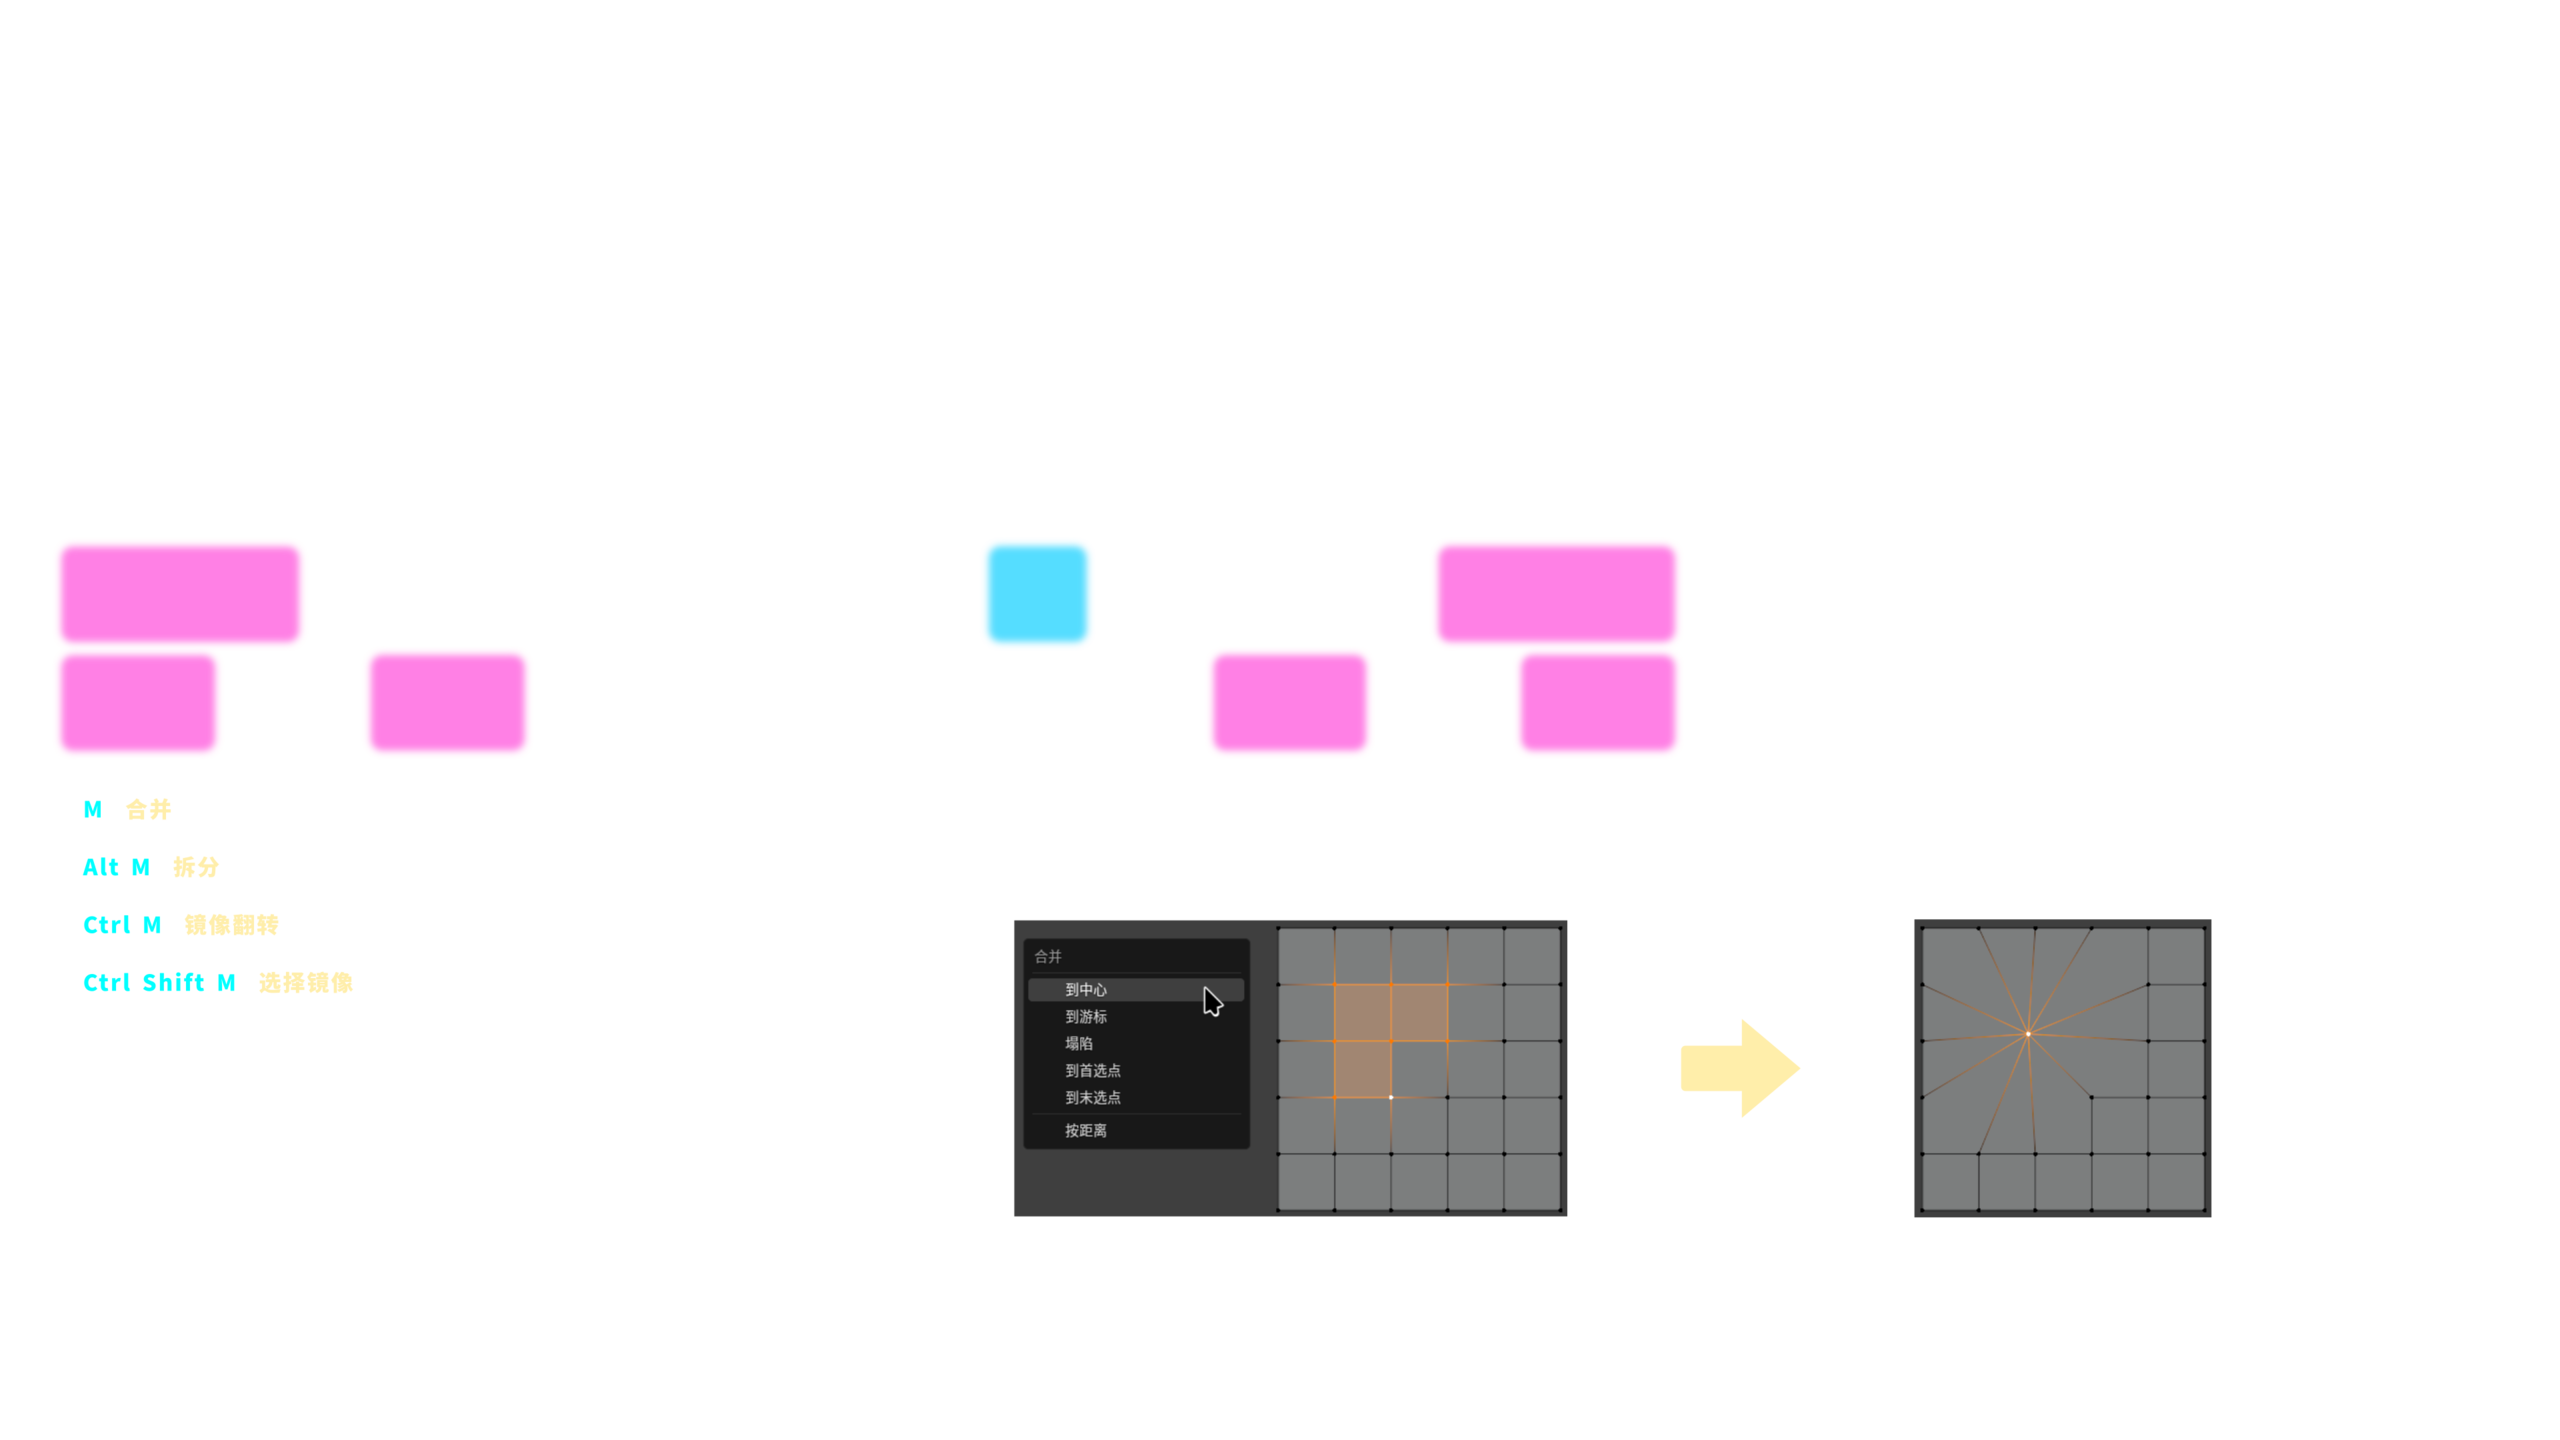 M 合并
Alt M 拆分
Ctrl M 镜像翻转
Ctrl Shift M 选择镜像
合并
到中心
到游标
塌陷
到首选点
到末选点
按距离